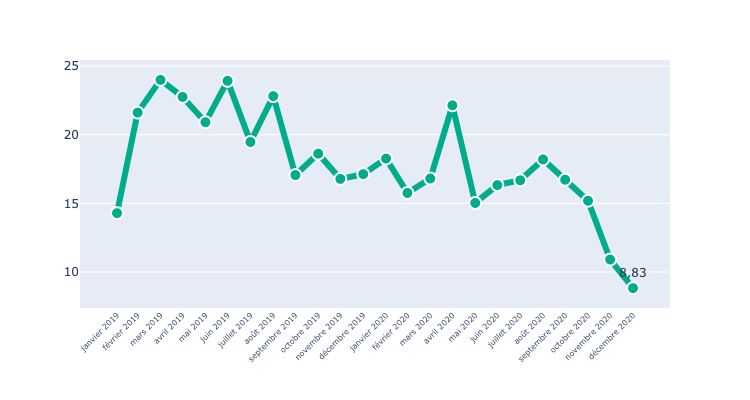 25
20
15
10
8,83
janvier 2019
février 2019
mars 2019
avril 2019
mai 2019
juin 2019
juillet 2019
août 2019
septembre 2019
octobre 2019
novembre 2019
décembre 2019
janvier 2020
février 2020
mars 2020
avril 2020
mai 2020
juin 2020
juillet 2020
août 2020
septembre 2020
octobre 2020
novembre 2020
décembre 2020